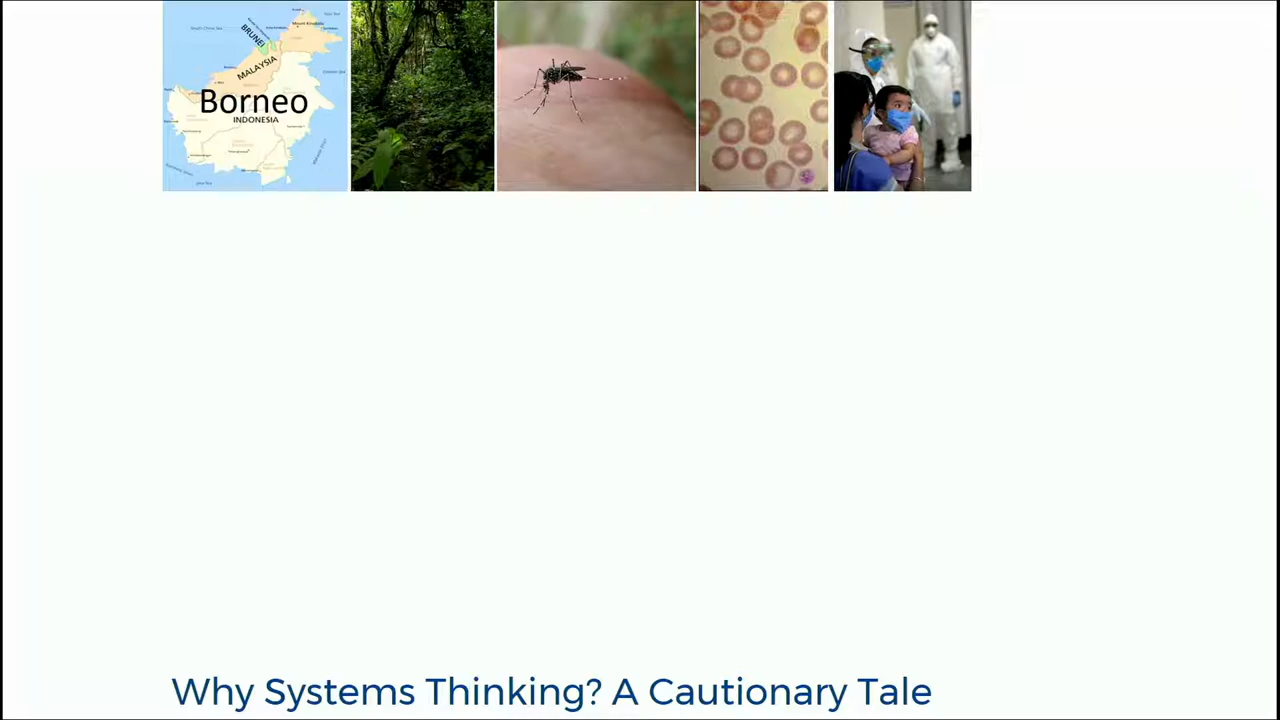 BRUNEI
MALAYSIA
Borneo
INDONESIA
Why Systems Thinking? A Cautionary Tale